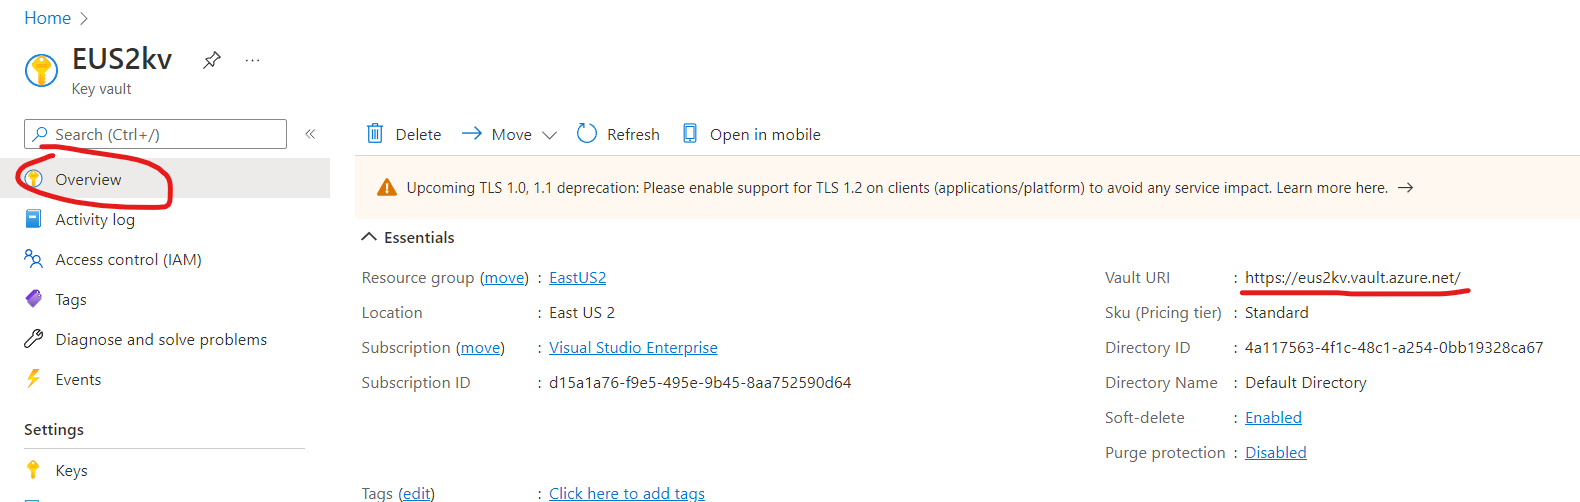 Home
EUS2kv
Key vault
Search (Ctrl+/)
Overview
Activity log
Access control (IAM)
Tags
Diagnose and solve problems
Events
Settings
Keys
Delete Move Refresh Open in mobile
Upcoming TLS 1.0, 1.1 deprecation: Please enable support for TLS 1.2 on clients (applications/platform) to avoid any service impact. Learn more here.
Essentials
Resource group (move) : EastUS2
Location : East US 2
Subscription (move) : Visual Studio Enterprise
Subscription ID : d15a1a76-f9e5-495e-9b45-8aa752590d64
Vault URI : https://eus2kv.vault.azure.net/
Sku (Pricing tier) : Standard
Directory ID : 4a117563-4f1c-48c1-a254-0bb19328ca67
Directory Name : Default Directory
Soft-delete : Enabled
Purge protection : Disabled
Tags (edit) : Click here to add tags